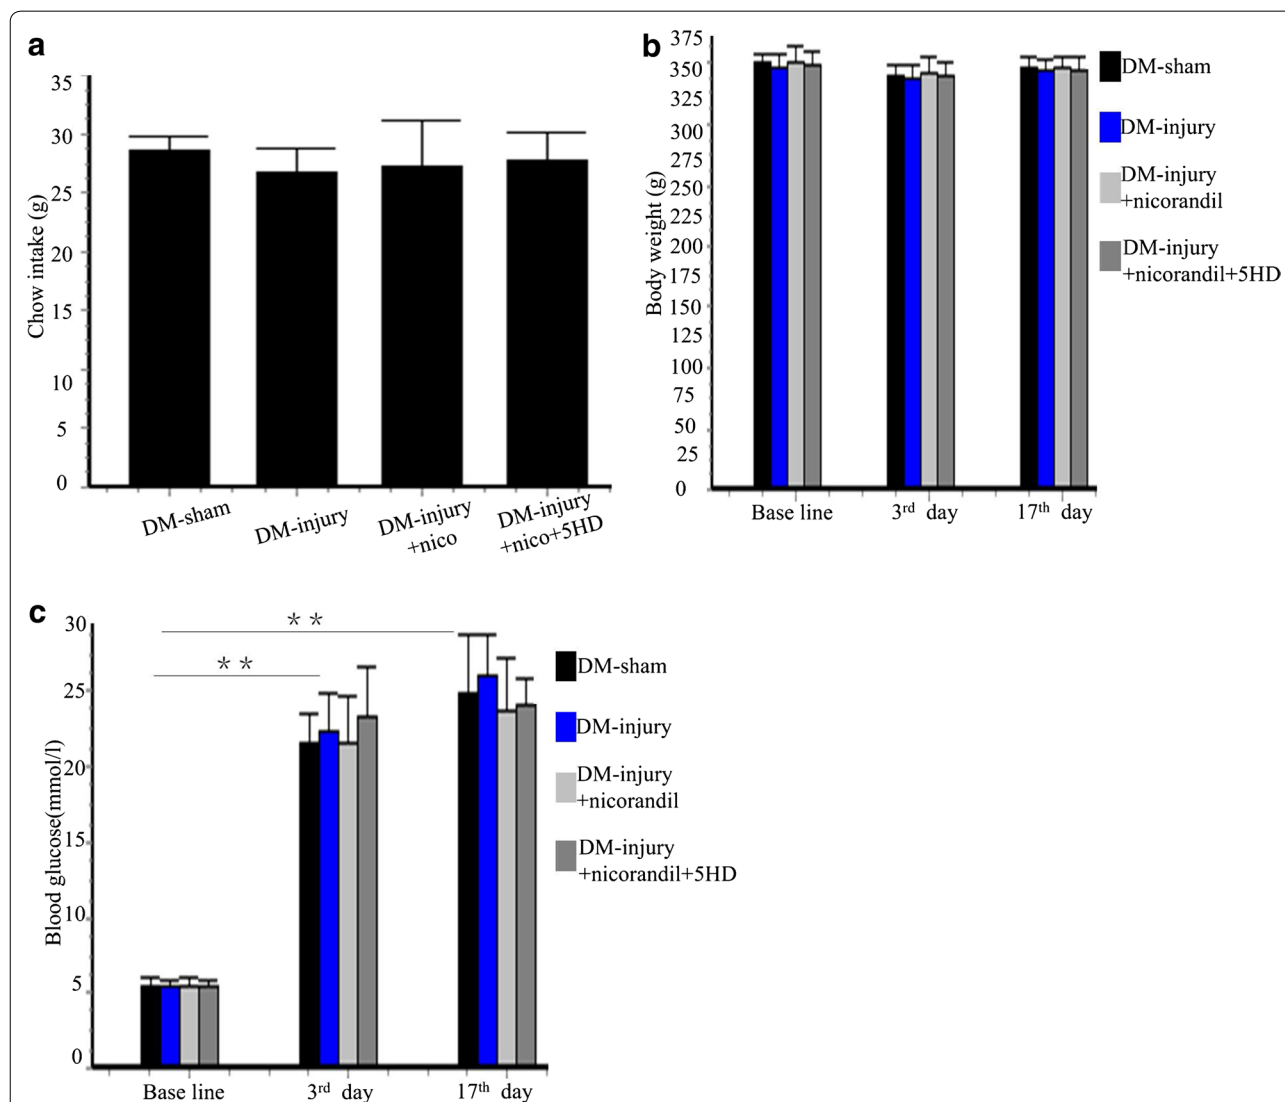 a
35
30
25
20
15
10
5
0
Chow intake (g)
DM-sham
DM-injury
DM-injury
+nico
DM-injury
+nico+5HD
b
375
350
325
300
275
250
225
200
175
150
125
100
75
50
25
0
Body weight (g)
Base line
3rd day
17th day
DM-sham
DM-injury
DM-injury
+nicorandil
DM-injury
+nicorandil+5HD
c
30
25
20
15
10
5
0
Blood glucose(mmol/l)
**
**
Base line
3rd day
17th day
DM-sham
DM-injury
DM-injury
+nicorandil
DM-injury
+nicorandil+5HD